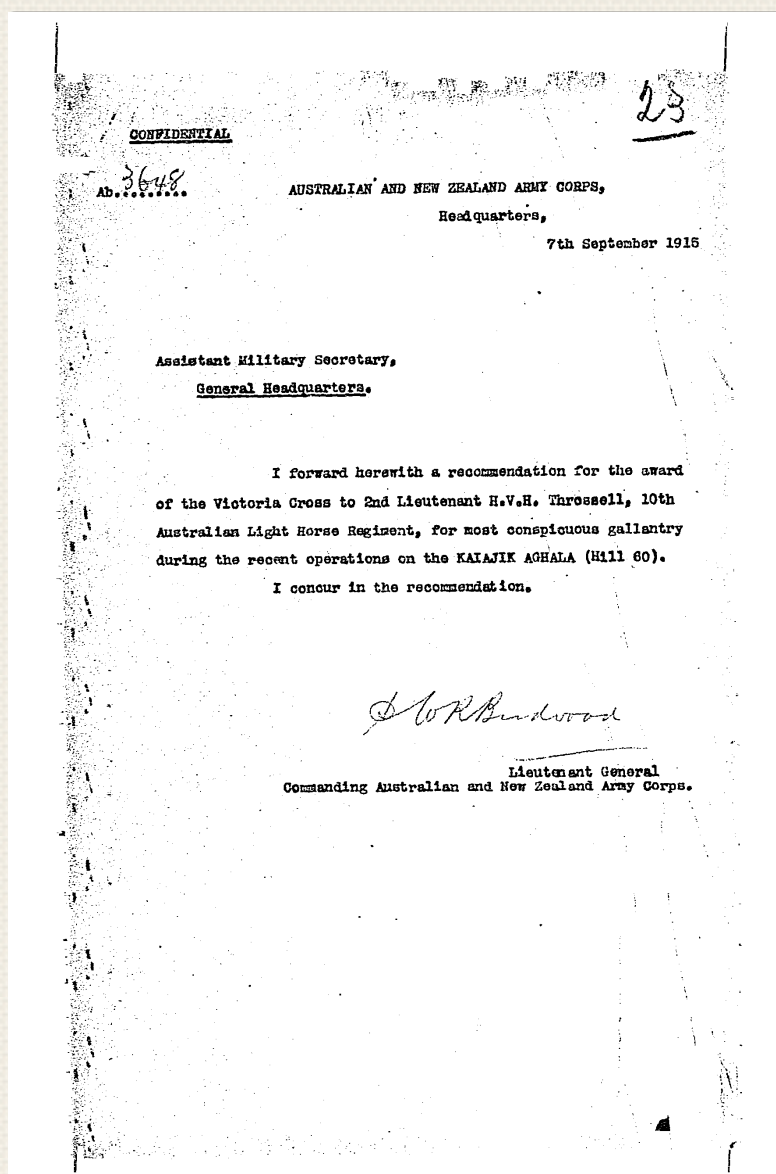 23
CONFIDENTIAL
Ab.3648
AUSTRALIAN AND NEW ZEALAND ARMY CORPS,
Headquarters,
7th September 1915
Assistant Military Secretary,
General Headquarters.
I forward herewith a recommendation for the award
of the Victoria Cross to 2nd Lieutenant H.V.H. Throssell, 10th
Australian Light Horse Regiment, for most conspicuous gallantry
during the recent operations on the KAIAJIK AGHALA (Hill 60).
I concur in the recommendation.
W R Birdwood
Lieutenant General
Commanding Australian and New Zealand Army Corps.